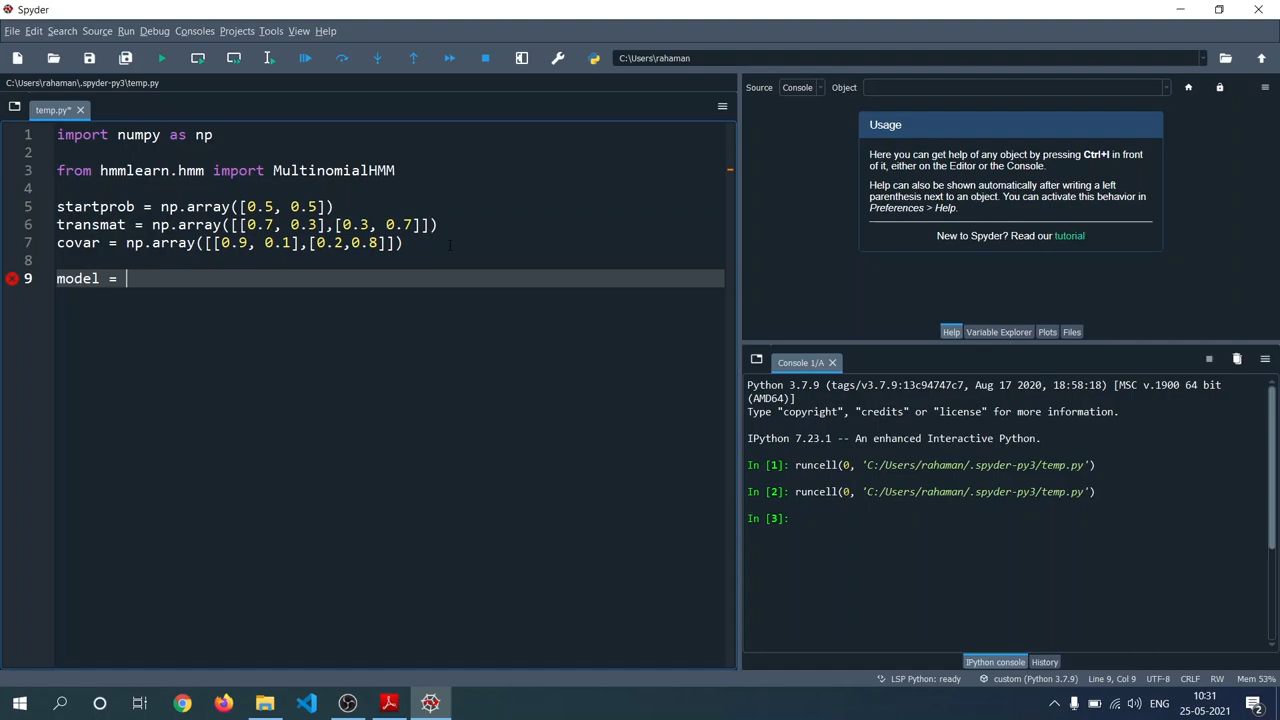 Spyder
File Edit Search Source Run Debug Consoles Projects Tools View Help
C:\Users\rahaman
C:\Users\rahaman\.spyder-py3\temp.py
temp.py*
1 import numpy as np
2
3 from hmmlearn.hmm import MultinomialHMM
4
5 startprob = np.array([0.5, 0.5])
6 transmat = np.array([[0.7, 0.3],[0.3, 0.7]])
7 covar = np.array([[0.9, 0.1],[0.2,0.8]])
8
9 model =
Source Console Object
Usage
Here you can get help of any object by pressing Ctrl+I in front
of it, either on the Editor or the Console.
Help can also be shown automatically after writing a left
parenthesis next to an object. You can activate this behavior in
Preferences > Help.
New to Spyder? Read our tutorial
Help Variable Explorer Plots Files
Console 1/A
Python 3.7.9 (tags/v3.7.9:13c94747c7, Aug 17 2020, 18:58:18) [MSC v.1900 64 bit
(AMD64)]
Type "copyright", "credits" or "license" for more information.
IPython 7.23.1 -- An enhanced Interactive Python.
In [1]: runcell(0, 'C:/Users/rahaman/.spyder-py3/temp.py')
In [2]: runcell(0, 'C:/Users/rahaman/.spyder-py3/temp.py')
In [3]:
IPython console History
LSP Python: ready custom (Python 3.7.9) Line 9, Col 9 UTF-8 CRLF RW Mem 53%
10:31
25-05-2021
2